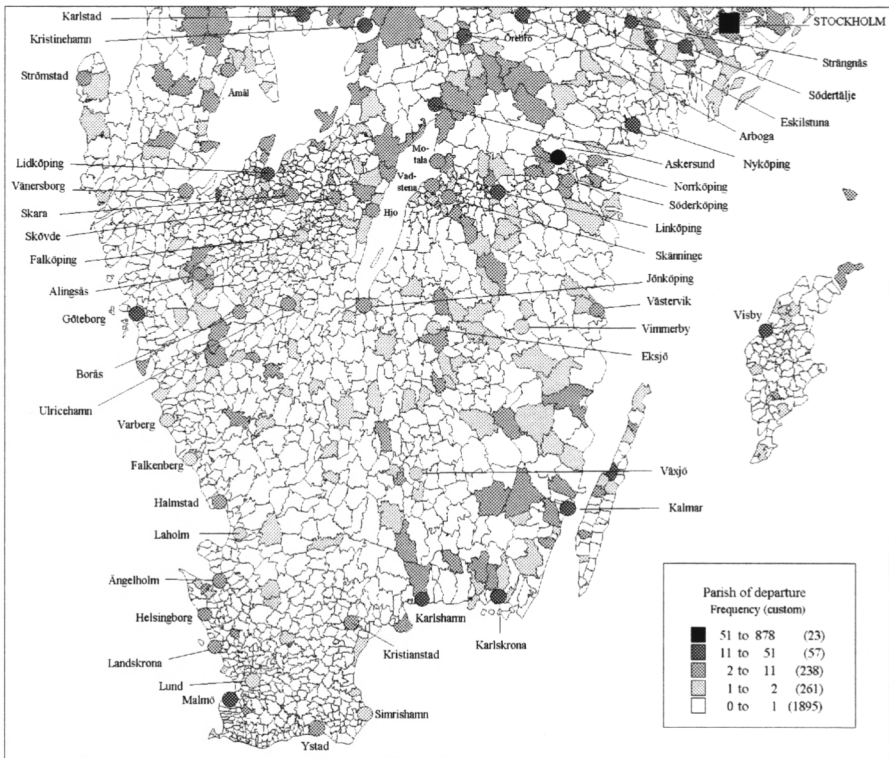 Karlstad
Kristinehamn
Örebro
STOCKHOLM
Strömstad
Åmål
Strängnäs
Södertälje
Eskilstuna
Arboga
Nyköping
Askersund
Norrköping
Söderköping
Linköping
Skänninge
Lidköping
Vänersborg
Skara
Skövde
Falköping
Alingsås
Göteborg
Mo-
tala
Vad-
stena
Hjo
Jönköping
Västervik
Vimmerby
Eksjö
Visby
Borås
Ulricehamn
Varberg
Falkenberg
Växjö
Halmstad
Kalmar
Laholm
Ängelholm
Helsingborg
Landskrona
Karlshamn
Karlskrona
Kristianstad
Lund
Malmö
Simrishamn
Ystad
Parish of departure
Frequency (custom)
51 to 878 (23)
11 to 51 (57)
2 to 11 (238)
1 to 2 (261)
0 to 1 (1895)